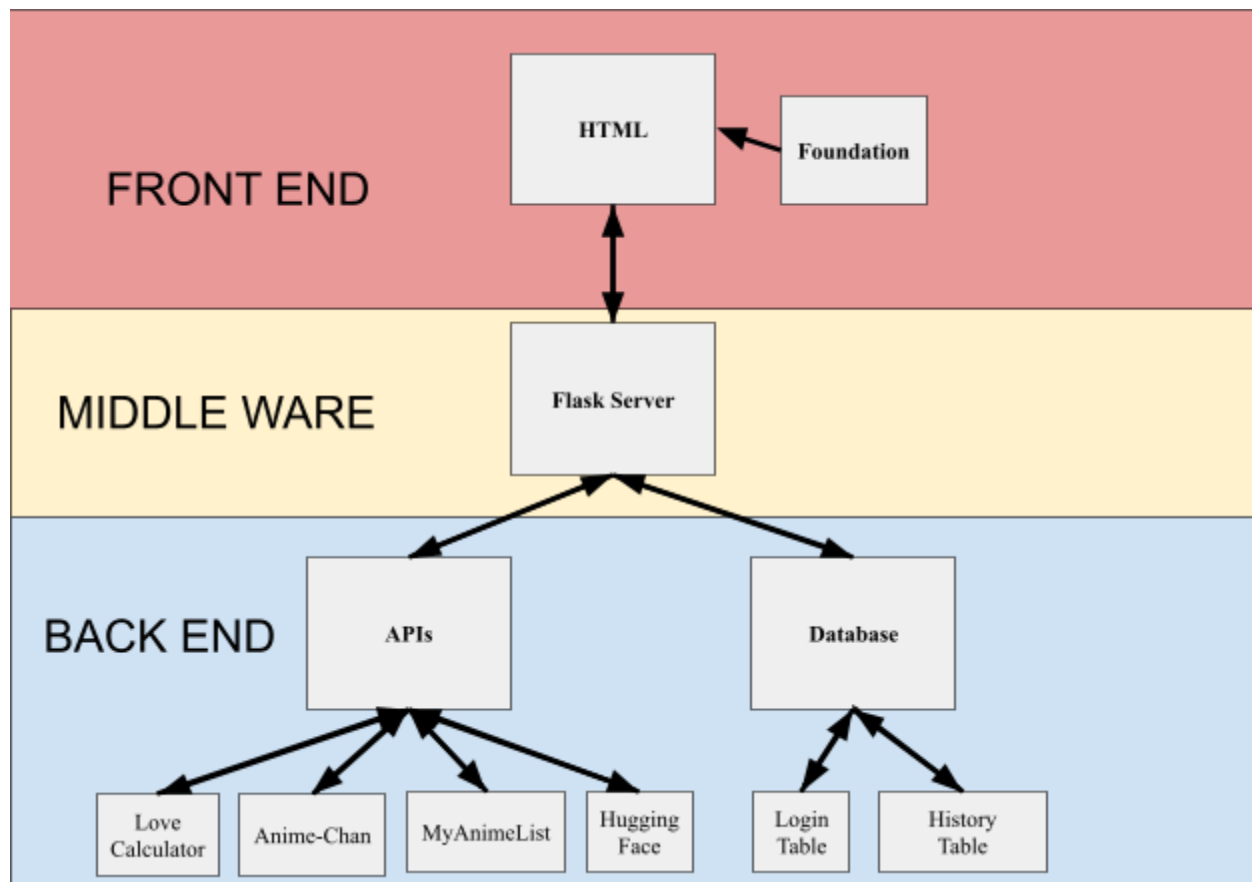 HTML
Foundation
FRONT END
Flask Server
MIDDLE WARE
APIs
Database
BACK END
Love
Calculator
Anime-Chan
MyAnimeList
Hugging
Face
Login
Table
History
Table